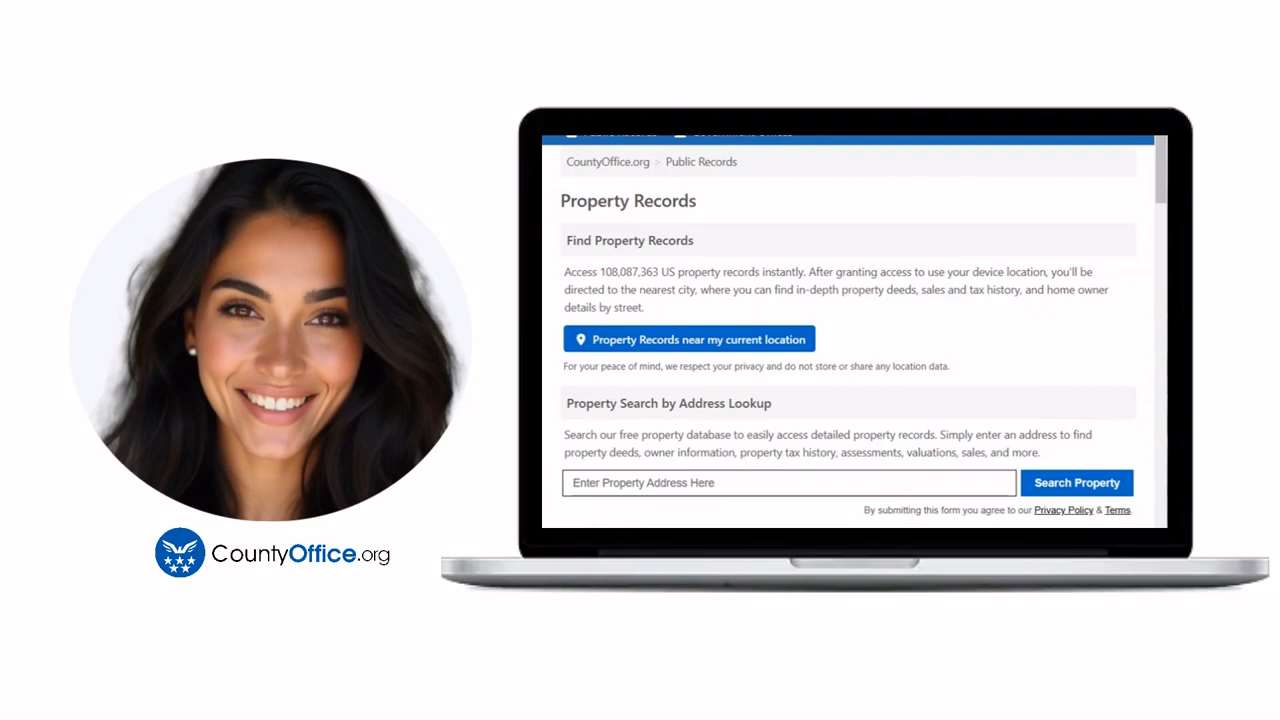 CountyOffice.org > Public Records
Property Records
Find Property Records
Access 108,087,363 US property records instantly. After granting access to use your device location, you'll be
directed to the nearest city, where you can find in-depth property deeds, sales and tax history, and home owner
details by street.
Property Records near my current location
For your peace of mind, we respect your privacy and do not store or share any location data.
Property Search by Address Lookup
Search our free property database to easily access detailed property records. Simply enter an address to find
property deeds, owner information, property tax history, assessments, valuations, sales, and more.
Enter Property Address Here
Search Property
By submitting this form you agree to our Privacy Policy & Terms.
CountyOffice.org